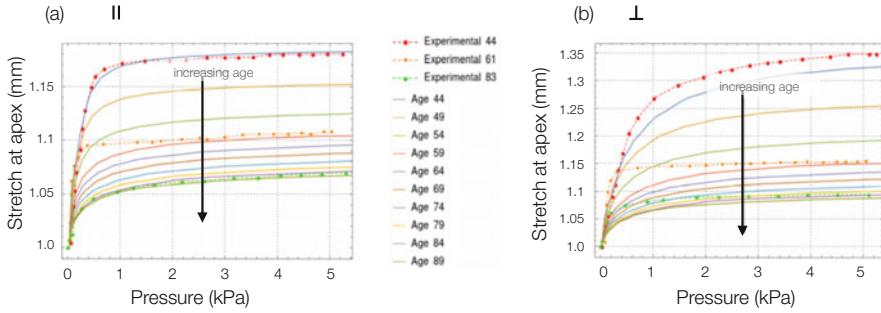 (a) ||
Stretch at apex (mm)
1.15
1.1
1.05
1.0
increasing age
0 1 2 3 4 5
Pressure (kPa)
Experimental 44
Experimental 61
Experimental 83
Age 44
Age 49
Age 54
Age 59
Age 64
Age 69
Age 74
Age 79
Age 84
Age 89
(b) ⊥
Stretch at apex (mm)
1.35
1.3
1.25
1.2
1.15
1.1
1.05
1.0
increasing age
0 1 2 3 4 5
Pressure (kPa)